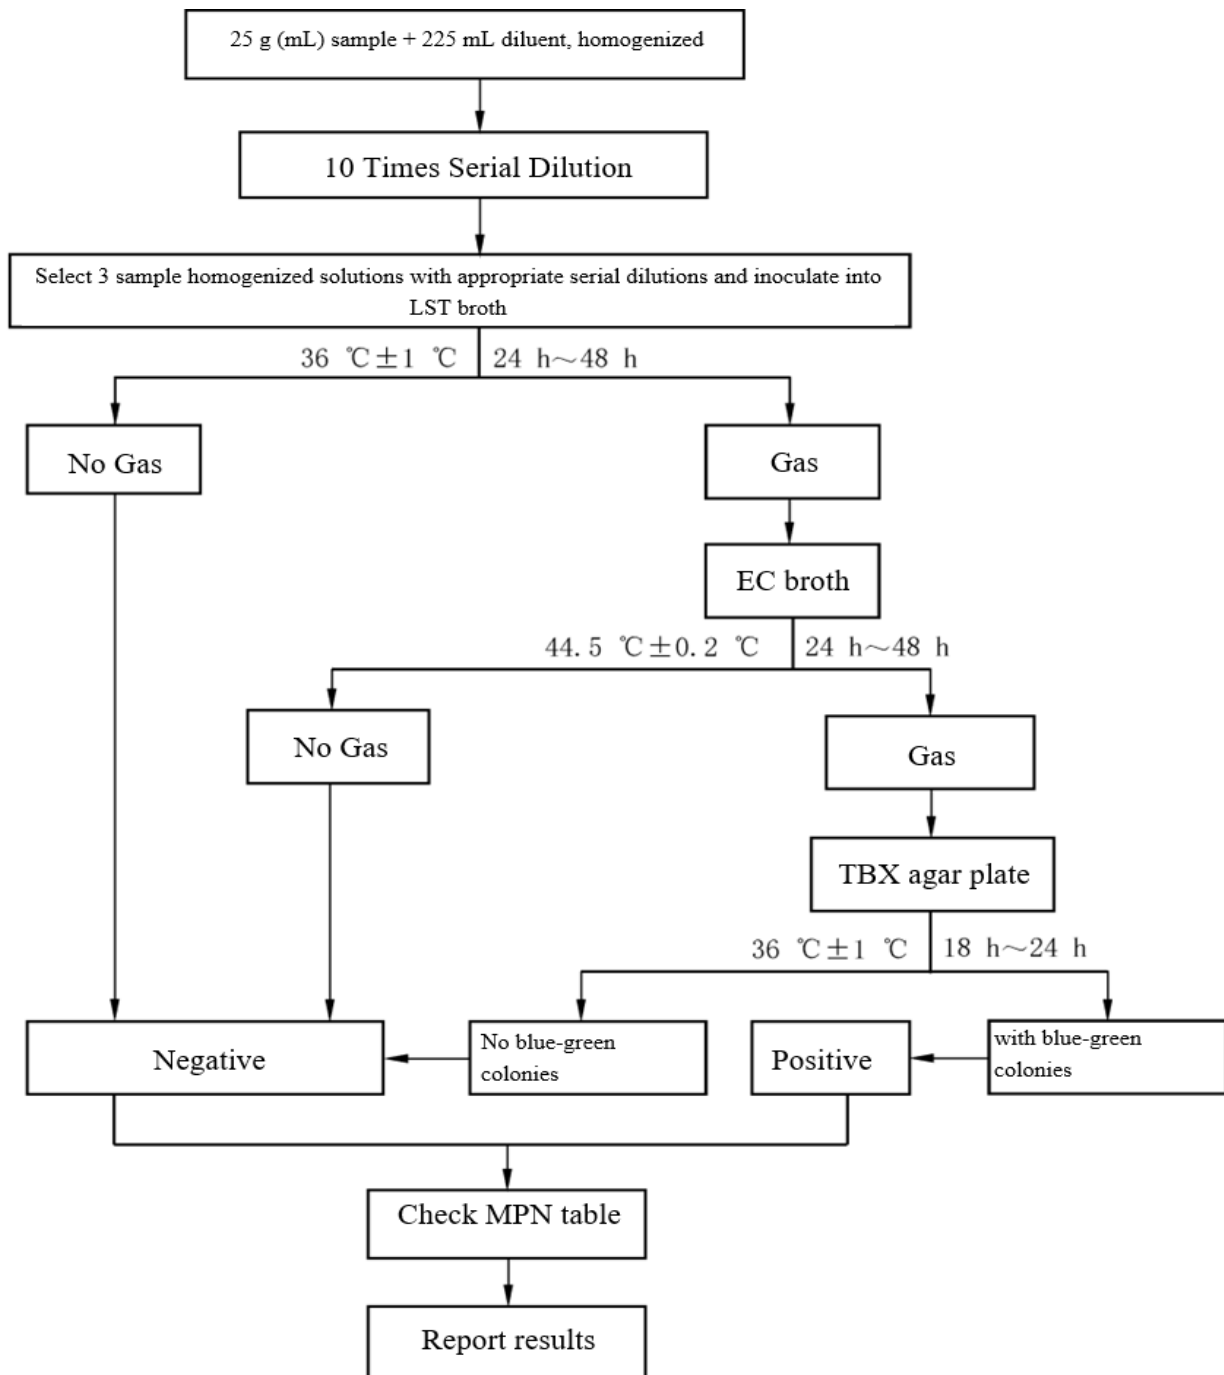 25 g (mL) sample + 225 mL diluent, homogenized
10 Times Serial Dilution
Select 3 sample homogenized solutions with appropriate serial dilutions and inoculate into
LST broth
36 ℃±1 ℃ 24 h～48 h
No Gas
Gas
EC broth
44.5 ℃±0.2 ℃ 24 h～48 h
No Gas
Gas
TBX agar plate
36 ℃±1 ℃ 18 h～24 h
Negative
No blue-green
colonies
Positive
with blue-green
colonies
Check MPN table
Report results